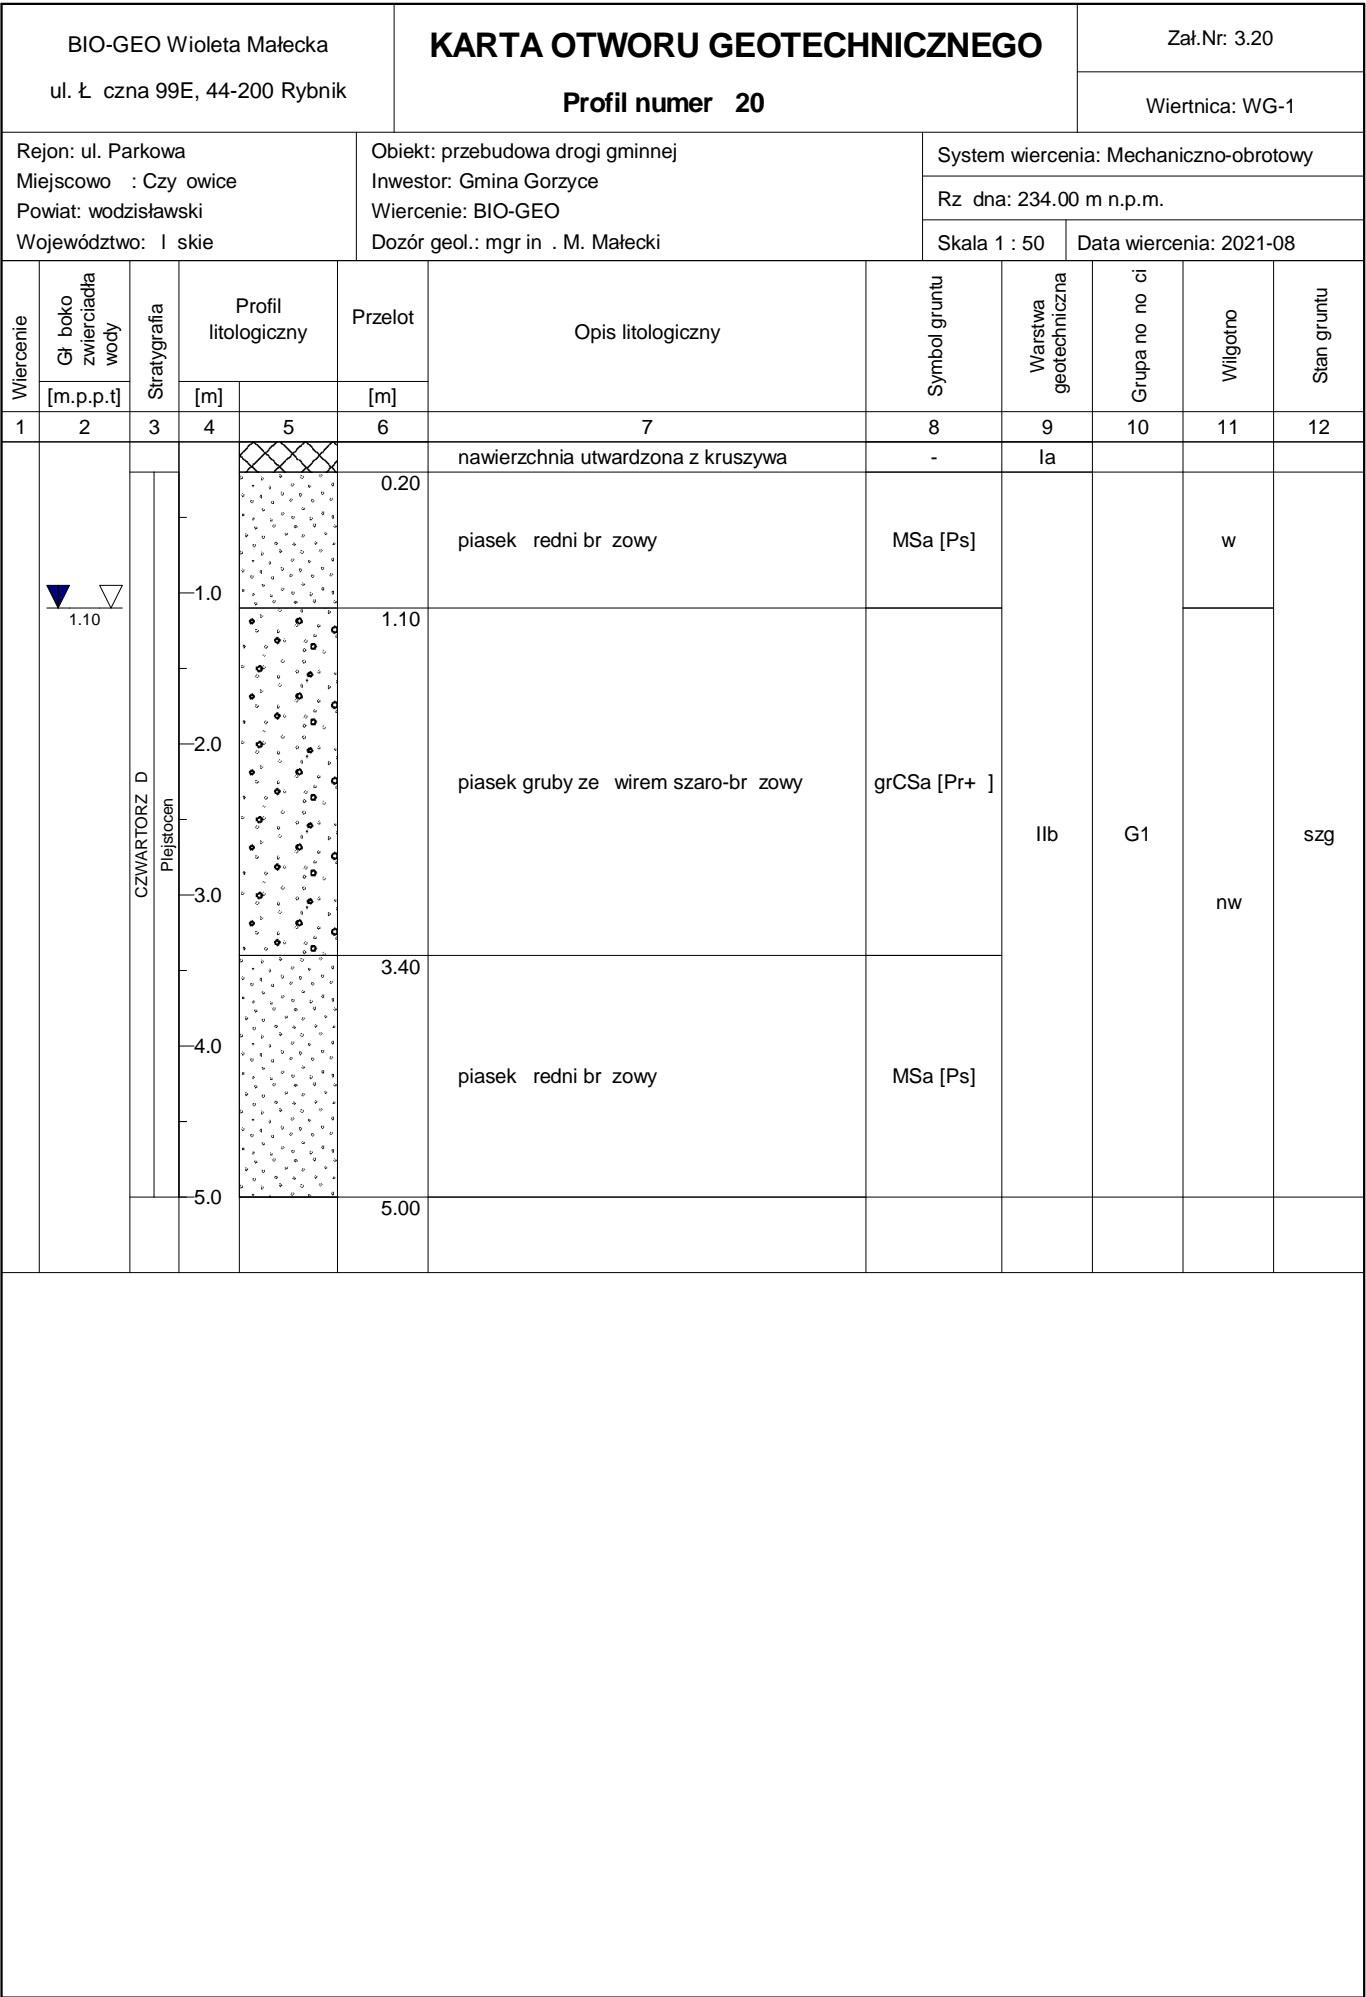 BIO-GEO Wioleta Małecka
ul. Ł czna 99E, 44-200 Rybnik
KARTA OTWORU GEOTECHNICZNEGO
Profil numer 20
Zał.Nr: 3.20
Wiertnica: WG-1
Rejon: ul. Parkowa
Miejscowo : Czy owice
Powiat: wodzisławski
Województwo: l skie
Obiekt: przebudowa drogi gminnej
Inwestor: Gmina Gorzyce
Wiercenie: BIO-GEO
Dozór geol.: mgr in . M. Małecki
System wiercenia: Mechaniczno-obrotowy
Rz dna: 234.00 m n.p.m.
Skala 1 : 50
Data wiercenia: 2021-08
Wiercenie
Gł boko
zwierciadła
wody
[m.p.p.t]
Stratygrafia
Profil
litologiczny
[m]
Przelot
[m]
Opis litologiczny
Symbol gruntu
Warstwa
geotechniczna
Grupa no no ci
Wilgotno
Stan gruntu
1 2 3 4 5 6 7 8 9 10 11 12
nawierzchnia utwardzona z kruszywa - Ia
0.20
piasek redni br zowy MSa [Ps] w
1.0
1.10
1.10
2.0
CZWARTORZ D
Plejstocen
piasek gruby ze wirem szaro-br zowy grCSa [Pr+ ]
IIb G1 szg
3.0
nw
3.40
4.0
piasek redni br zowy MSa [Ps]
5.0
5.00